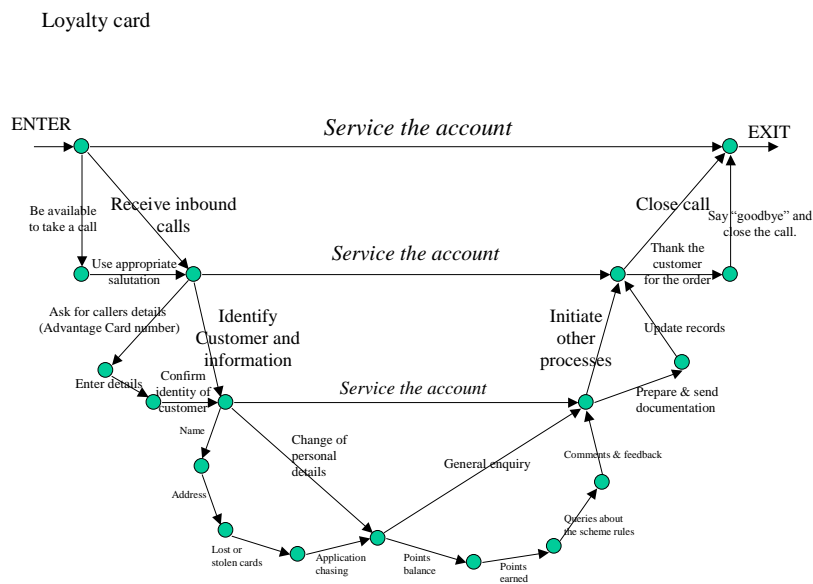 Loyalty card
ENTER
Service the account
EXIT
Be available
to take a call
Receive inbound
calls
Close call
Say “goodbye” and
close the call.
Use appropriate
salutation
Service the account
Thank the
customer
for the order
Ask for callers details
(Advantage Card number)
Identify
Customer and
information
Initiate
other
processes
Update records
Enter details
Confirm
identity of
customer
Service the account
Prepare & send
documentation
Name
Change of
personal
details
General enquiry
Comments & feedback
Address
Lost or
stolen cards
Application
chasing
Points
balance
Points
earned
Queries about
the scheme rules